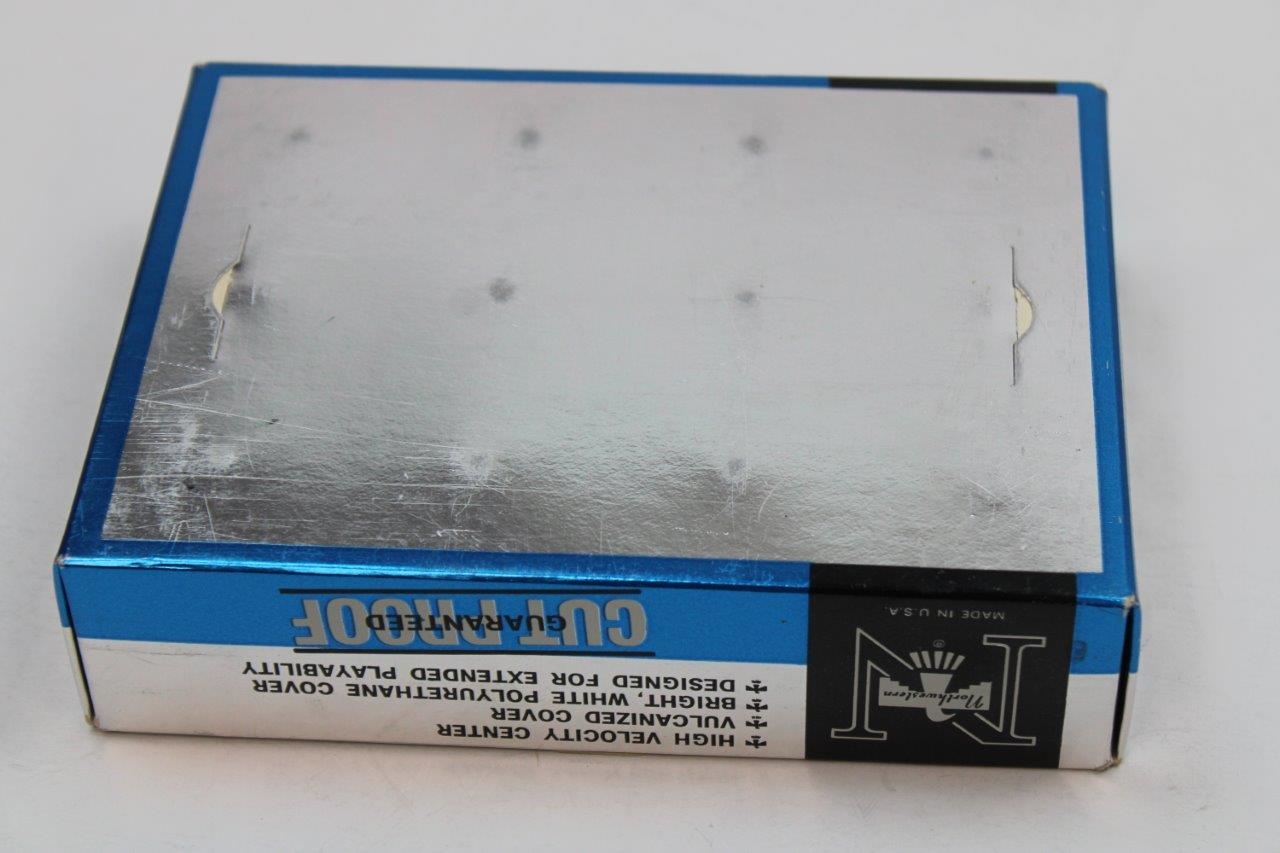 HIGH VELOCITY CENTER
VULCANIZED COVER
BRIGHT, WHITE POLYURETHANE COVER
DESIGNED FOR EXTENDED PLAYABILITY
GUARANTEED
CUT PROOF
N
Northwestern
®
MADE IN U.S.A.